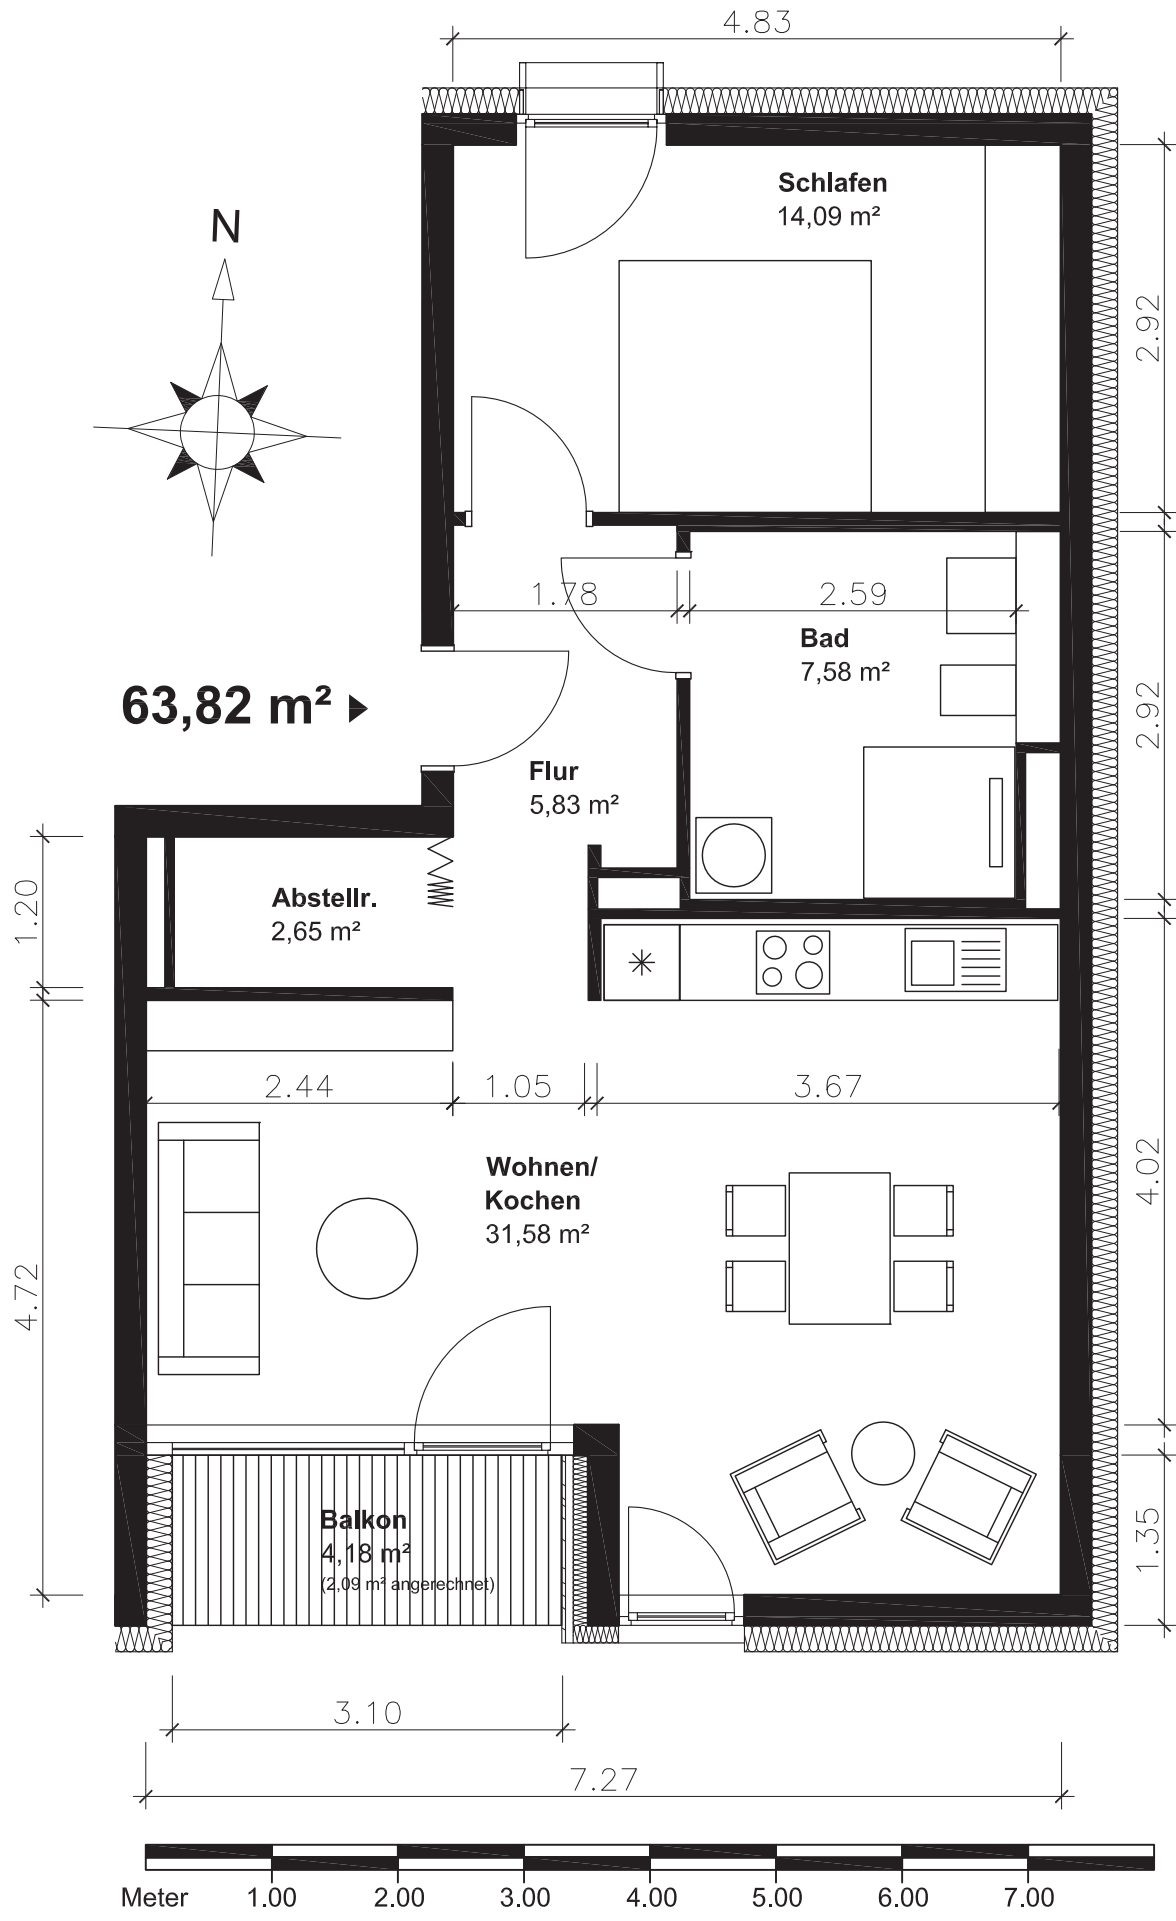 4.83
Schlafen
14,09 m²
N
2.92
1.78
2.59
Bad
7,58 m²
63,82 m²
2.92
Flur
5,83 m²
Abstellr.
2,65 m²
1.20
2.44
1.05
3.67
Wohnen/
Kochen
31,58 m²
4.02
4.72
Balkon
4,18 m²
(2,09 m² angerechnet)
1.35
3.10
7.27
Meter 1.00 2.00 3.00 4.00 5.00 6.00 7.00